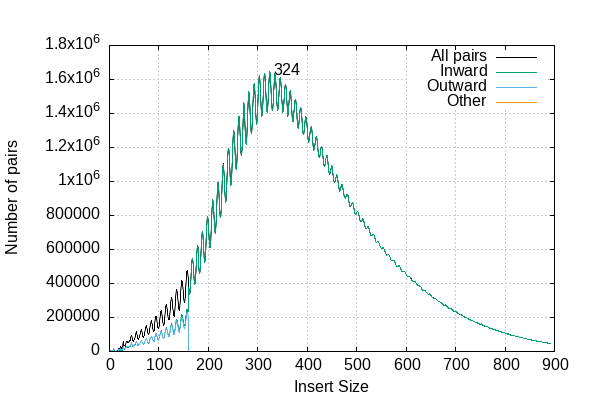 1.8x10^6
1.6x10^6
1.4x10^6
1.2x10^6
1x10^6
800000
600000
400000
200000
0
Number of pairs
324
All pairs
Inward
Outward
Other
0 100 200 300 400 500 600 700 800 900
Insert Size